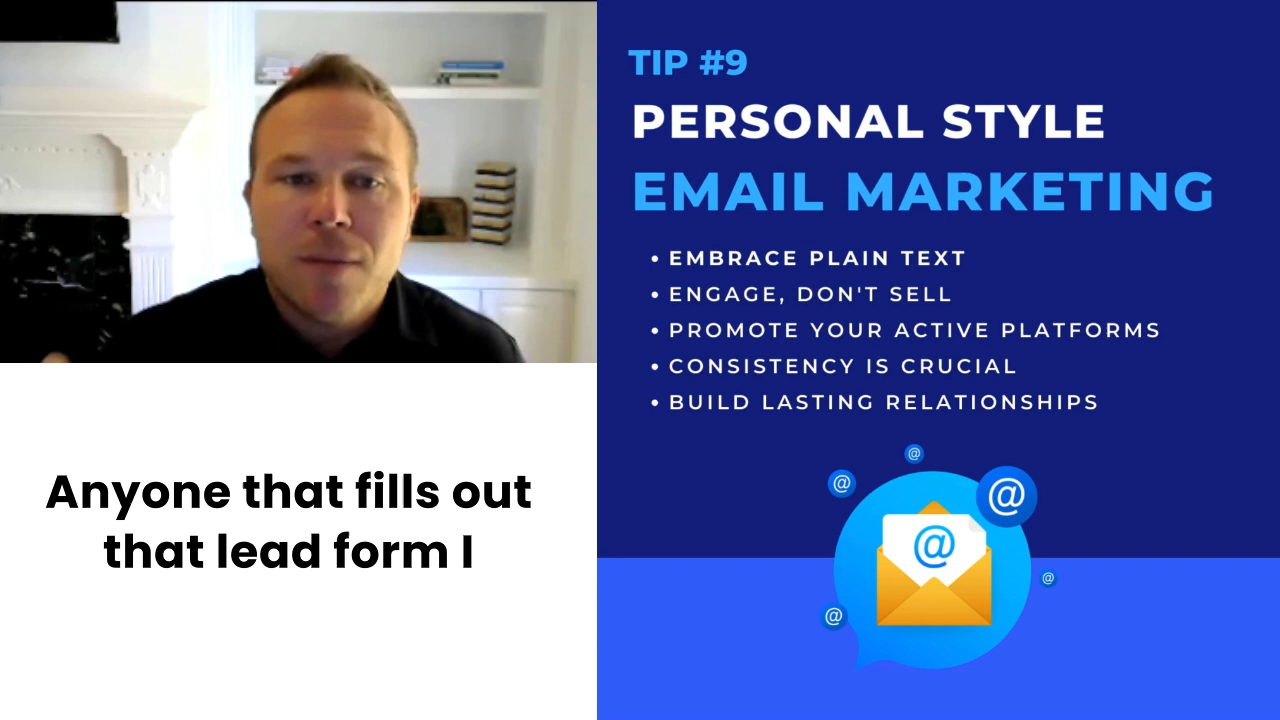 TIP #9
PERSONAL STYLE
EMAIL MARKETING
• EMBRACE PLAIN TEXT
• ENGAGE, DON'T SELL
• PROMOTE YOUR ACTIVE PLATFORMS
• CONSISTENCY IS CRUCIAL
• BUILD LASTING RELATIONSHIPS
@
@
@
@
@
@
Anyone that fills out
that lead form I